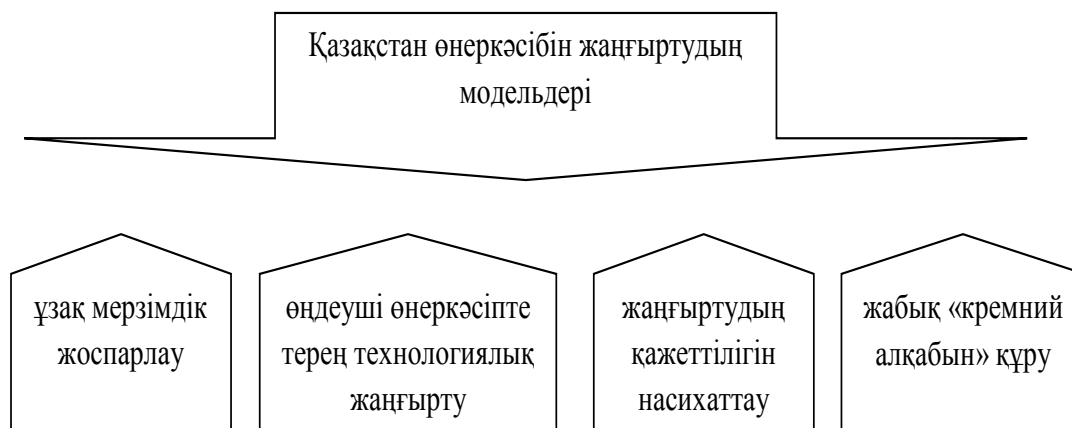 Қазақстан өнеркәсібін жаңғыртудың
модельдері
ұзақ мерзімдік
жоспарлау
өңдеуші өнеркәсіпте
терең технологиялық
жаңғырту
жаңғыртудың
қажеттілігін
насихаттау
жабық «кремний
алқабын» құру